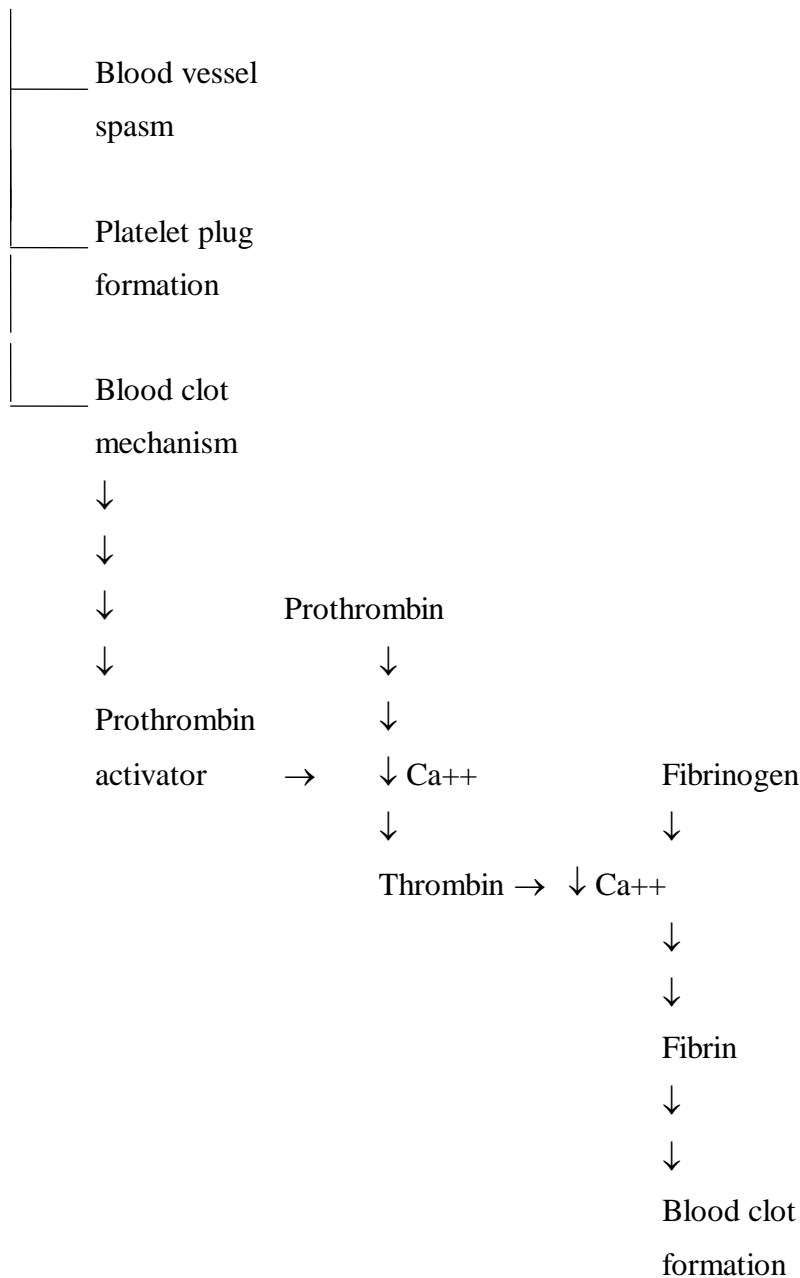 Blood vessel
spasm
Platelet plug
formation
Blood clot
mechanism
↓
↓
↓ Prothrombin
↓ ↓
Prothrombin ↓
activator → ↓ Ca++ Fibrinogen
↓ ↓
Thrombin → ↓ Ca++
↓
↓
Fibrin
↓
↓
Blood clot
formation